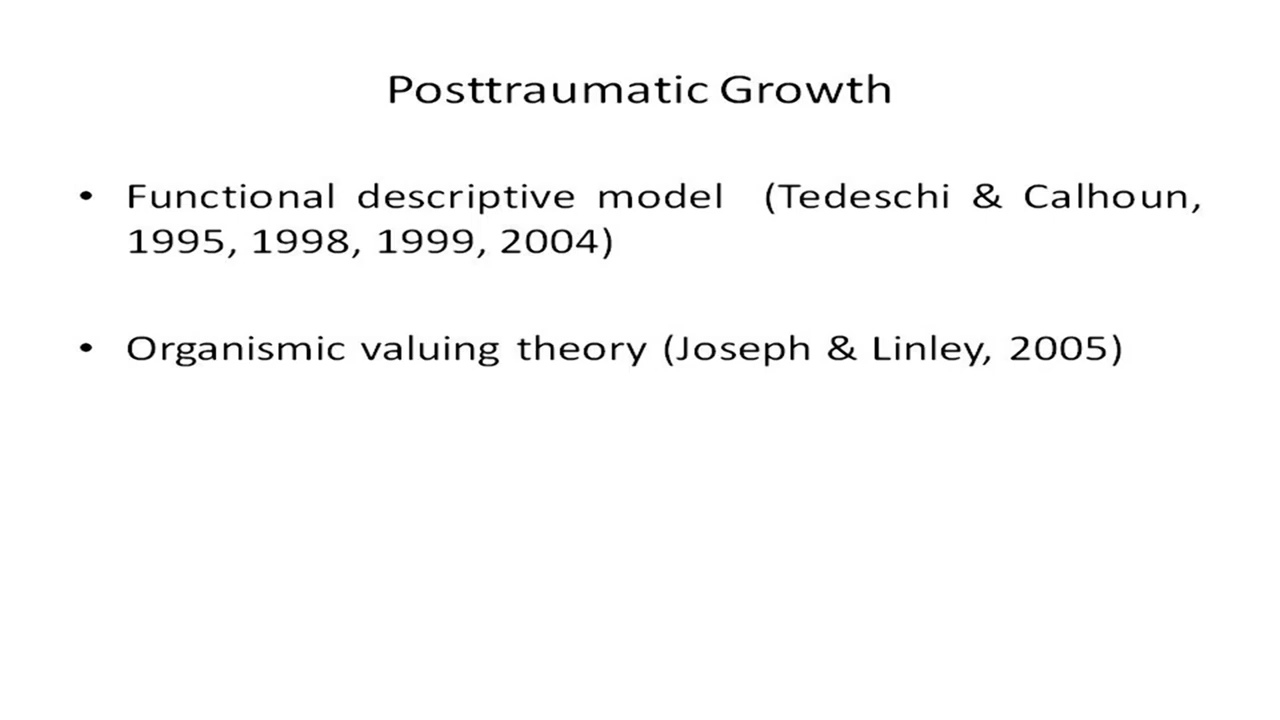 Posttraumatic Growth
• Functional descriptive model (Tedeschi & Calhoun,
1995, 1998, 1999, 2004)
• Organismic valuing theory (Joseph & Linley, 2005)